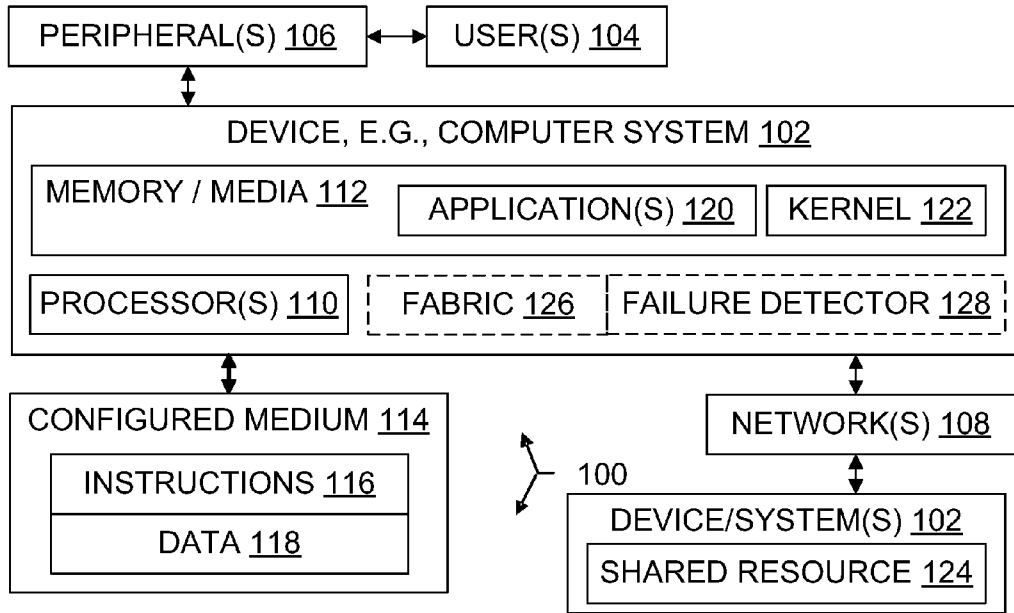 PERIPHERAL(S) 106
USER(S) 104
DEVICE, E.G., COMPUTER SYSTEM 102
MEMORY / MEDIA 112
APPLICATION(S) 120
KERNEL 122
PROCESSOR(S) 110
FABRIC 126
FAILURE DETECTOR 128
CONFIGURED MEDIUM 114
INSTRUCTIONS 116
DATA 118
100
NETWORK(S) 108
DEVICE/SYSTEM(S) 102
SHARED RESOURCE 124